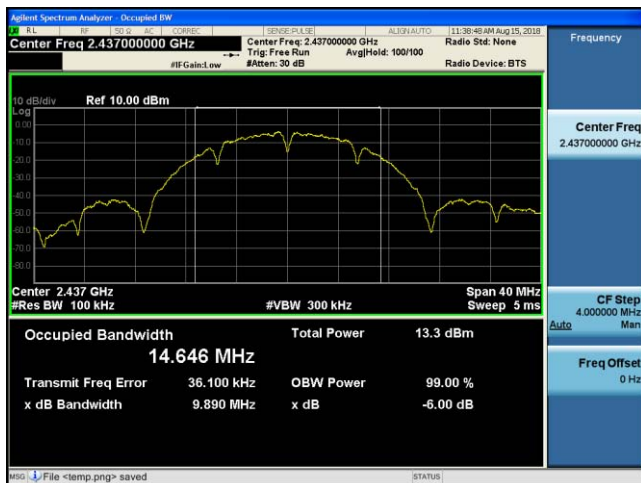 Agilent Spectrum Analyzer - Occupied BW
RL RF 50 Ω AC CORREC SENSE:PULSE ALIGN AUTO 11:38:48 AM Aug 15, 2018
Center Freq 2.437000000 GHz
Center Freq: 2.437000000 GHz Radio Std: None
Trig: Free Run Avg|Hold: 100/100
#IFGain:Low #Atten: 30 dB Radio Device: BTS
10 dB/div Ref 10.00 dBm
Log
0.00
-10.0
-20.0
-30.0
-40.0
-50.0
-60.0
-70.0
-80.0
Center 2.437 GHz Span 40 MHz
#Res BW 100 kHz #VBW 300 kHz Sweep 5 ms
Occupied Bandwidth Total Power 13.3 dBm
14.646 MHz
Transmit Freq Error 36.100 kHz OBW Power 99.00 %
x dB Bandwidth 9.890 MHz x dB -6.00 dB
Frequency
Center Freq
2.437000000 GHz
CF Step
4.000000 MHz
Auto Man
Freq Offset
0 Hz
MSG File <temp.png> saved STATUS